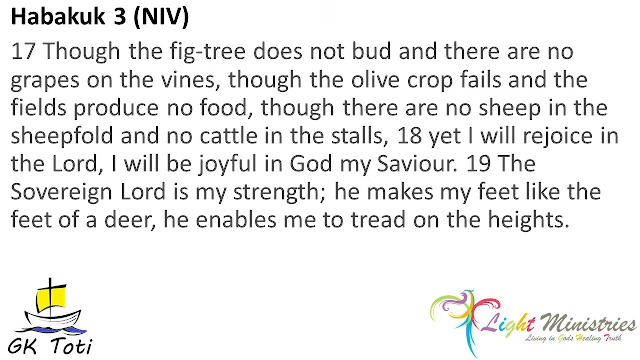 Habakuk 3 (NIV)
17 Though the fig-tree does not bud and there are no
grapes on the vines, though the olive crop fails and the
fields produce no food, though there are no sheep in the
sheepfold and no cattle in the stalls, 18 yet I will rejoice in
the Lord, I will be joyful in God my Saviour. 19 The
Sovereign Lord is my strength; he makes my feet like the
feet of a deer, he enables me to tread on the heights.
GK Toti
Light Ministries
Living in Gods Healing Truth